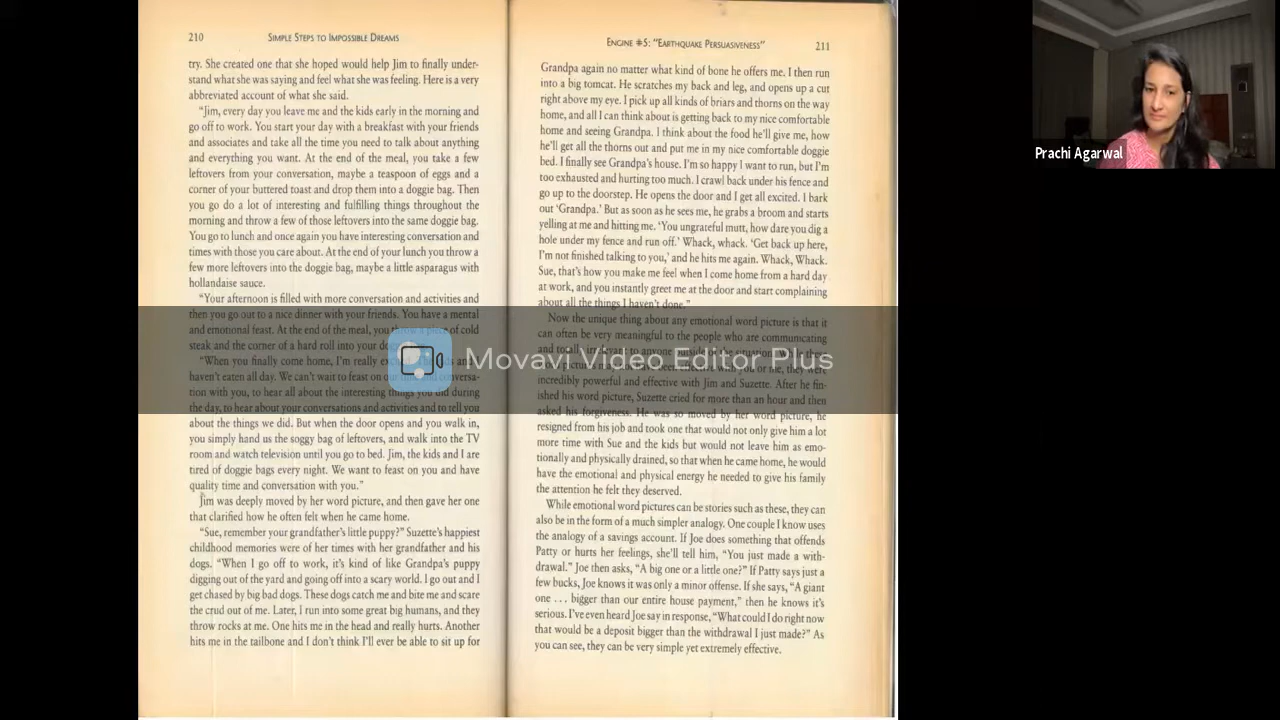 210
SIMPLE STEPS TO IMPOSSIBLE DREAMS
try. She created one that she hoped would help Jim to finally under-
stand what she was saying and feel what she was feeling. Here is a very
abbreviated account of what she said.
“Jim, every day you leave me and the kids early in the morning and
go off to work. You start your day with a breakfast with your friends
and associates and take all the time you need to talk about anything
and everything you want. At the end of the meal, you take a few
leftovers from your conversation, maybe a teaspoon of eggs and a
corner of your buttered toast and drop them into a doggie bag. Then
you go do a lot of interesting and fulfilling things throughout the
morning and throw a few of those leftovers into the same doggie bag.
You go to lunch and once again you have interesting conversation and
times with those you care about. At the end of your lunch you throw a
few more leftovers into the doggie bag, maybe a little asparagus with
hollandaise sauce.
“Your afternoon is filled with more conversation and activities and
then you go out to a nice dinner with your friends. You have a mental
and emotional feast. At the end of the meal, you throw a piece of cold
steak and the corner of a hard roll into your
“When you finally come home, I'm really
haven't eaten all day. We can't wait to feast on conversa-
tion with you, to hear all about the interesting things you did during
the day, to hear about your conversations and activities and to tell you
about the things we did. But when the door opens and you walk in,
you simply hand us the soggy bag of leftovers, and walk into the TV
room and watch television until you go to bed. Jim, the kids and I are
tired of doggie bags every night. We want to feast on you and have
quality time and conversation with you.”
Jim was deeply moved by her word picture, and then gave her one
that clarified how he often felt when he came home.
“Sue, remember your grandfather's little puppy?” Suzette's happiest
childhood memories were of her times with her grandfather and his
dogs. “When I go off to work, it's kind of like Grandpa's puppy
digging out of the yard and going off into a scary world. I go out and I
get chased by big bad dogs. These dogs catch me and bite me and scare
the crud out of me. Later, I run into some great big humans, and they
throw rocks at me. One hits me in the head and really hurts. Another
hits me in the tailbone and I don't think I'll ever be able to sit up for
ENGINE #5: “EARTHQUAKE PERSUASIVENESS”
211
Grandpa again no matter what kind of bone he offers me. I then run
into a big tomcat. He scratches my back and leg, and opens up a cut
right above my eye. I pick up all kinds of briars and thorns on the way
home, and all I can think about is getting back to my nice comfortable
home and seeing Grandpa. I think about the food he'll give me, how
he'll get all the thorns out and put me in my nice comfortable doggie
bed. I finally see Grandpa's house. I'm so happy I want to run, but I'm
too exhausted and hurting too much. I crawl back under his fence and
go up to the doorstep. He opens the door and I get all excited. I bark
out ‘Grandpa.’ But as soon as he sees me, he grabs a broom and starts
yelling at me and hitting me. ‘You ungrateful mutt, how dare you dig a
hole under my fence and run off.’ Whack, whack. ‘Get back up here,
I'm not finished talking to you,’ and he hits me again. Whack, Whack.
Sue, that's how you make me feel when I come home from a hard day
at work, and you instantly greet me at the door and start complaining
about all the things I haven't done.”
Now the unique thing about any emotional word picture is that it
can often be very meaningful to the people who are communicating
and totally irrelevant to anyone outside of the situation. While these
word pictures may not have been effective with you or me, they were
incredibly powerful and effective with Jim and Suzette. After he fin-
ished his word picture, Suzette cried for more than an hour and then
asked his forgiveness. He was so moved by her word picture, he
resigned from his job and took one that would not only give him a lot
more time with Sue and the kids but would not leave him as emo-
tionally and physically drained, so that when he came home, he would
have the emotional and physical energy he needed to give his family
the attention he felt they deserved.
While emotional word pictures can be stories such as these, they can
also be in the form of a much simpler analogy. One couple I know uses
the analogy of a savings account. If Joe does something that offends
Patty or hurts her feelings, she'll tell him, “You just made a with-
drawal.” Joe then asks, “A big one or a little one?” If Patty says just a
few bucks, Joe knows it was only a minor offense. If she says, “A giant
one . . . bigger than our entire house payment,” then he knows it's
serious. I've even heard Joe say in response, “What could I do right now
that would be a deposit bigger than the withdrawal I just made?” As
you can see, they can be very simple yet extremely effective.
Movavi Video Editor Plus
Prachi Agarwal